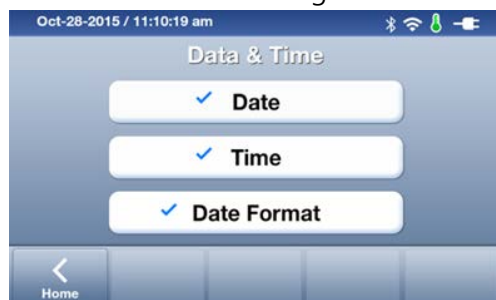 Oct-28-2015 / 11:10:19 am
Data & Time
Date
Time
Date Format
Home